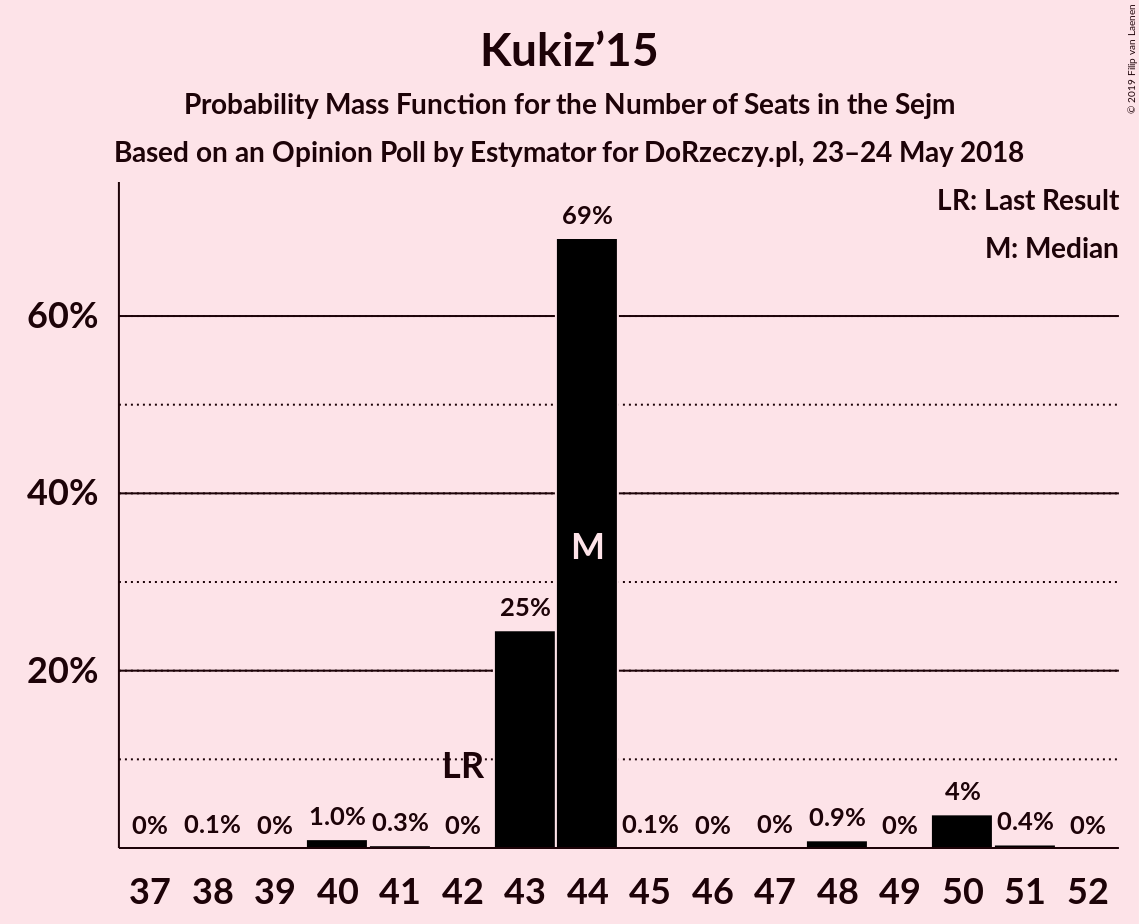 Kukiz’15
Probability Mass Function for the Number of Seats in the Sejm
Based on an Opinion Poll by Estymator for DoRzeczy.pl, 23–24 May 2018
© 2019 Filip van Laenen
LR: Last Result
M: Median
69%
60%
40%
M
25%
20%
LR
4%
0% 0.1% 0% 1.0% 0.3% 0% 0.1% 0% 0% 0.9% 0% 0.4% 0%
37 38 39 40 41 42 43 44 45 46 47 48 49 50 51 52